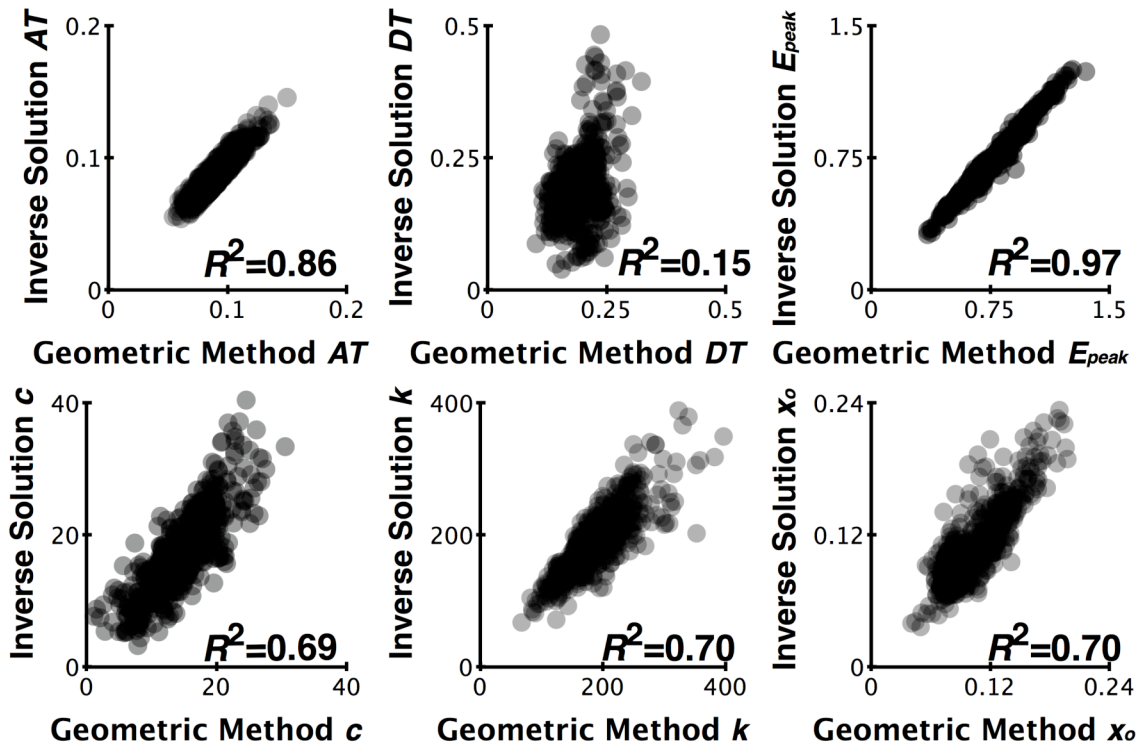 Inverse Solution AT
0.2
0.1
0
R²=0.86
0
0.1
0.2
Geometric Method AT
Inverse Solution DT
0.5
0.25
0
R²=0.15
0
0.25
0.5
Geometric Method DT
Inverse Solution Epeak
1.5
0.75
0
R²=0.97
0
0.75
1.5
Geometric Method Epeak
Inverse Solution c
40
20
0
R²=0.69
0
20
40
Geometric Method c
Inverse Solution k
400
200
0
R²=0.70
0
200
400
Geometric Method k
Inverse Solution xo
0.24
0.12
0
R²=0.70
0
0.12
0.24
Geometric Method xo